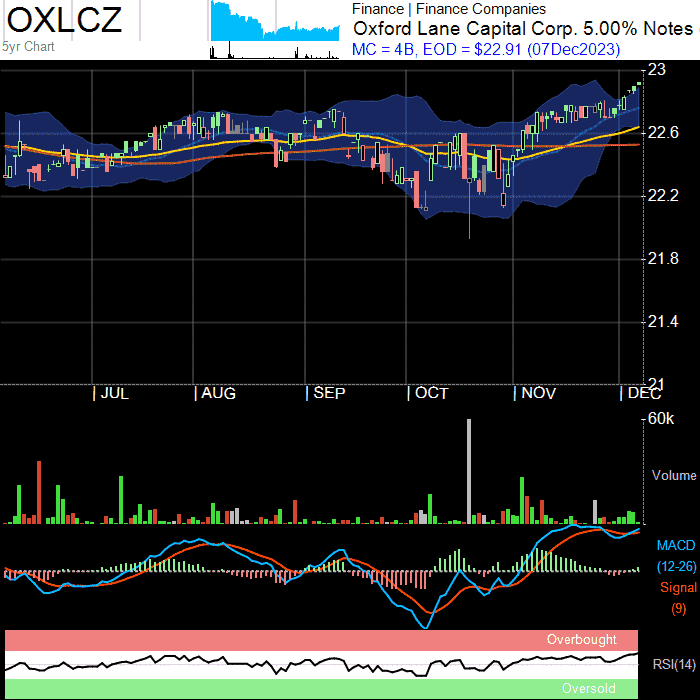 OXLCZ
5yr Chart
Finance | Finance Companies
Oxford Lane Capital Corp. 5.00% Notes
MC = 4B, EOD = $22.91 (07Dec2023)
23
22.6
22.2
21.8
21.4
21
JUL AUG SEP OCT NOV DEC
60k
Volume
MACD
(12-26)
Signal
(9)
Overbought
RSI(14)
Oversold